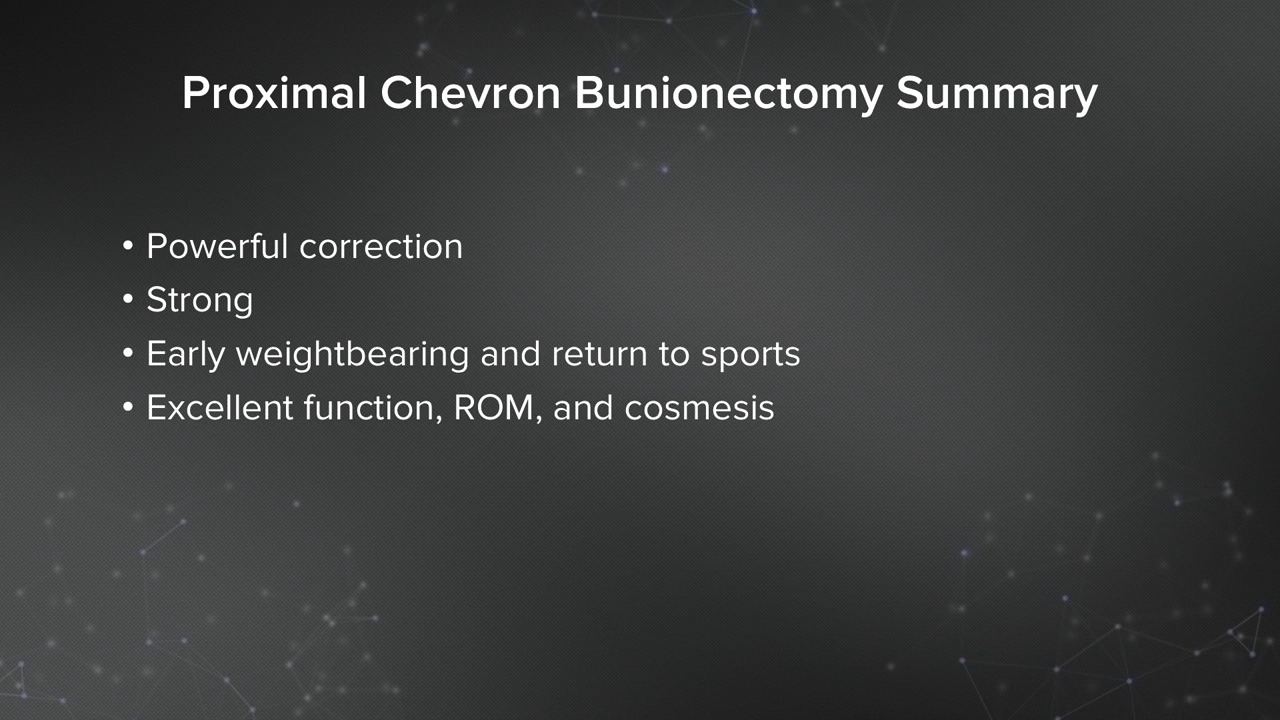 Proximal Chevron Bunionectomy Summary
• Powerful correction
• Strong
• Early weightbearing and return to sports
• Excellent function, ROM, and cosmesis